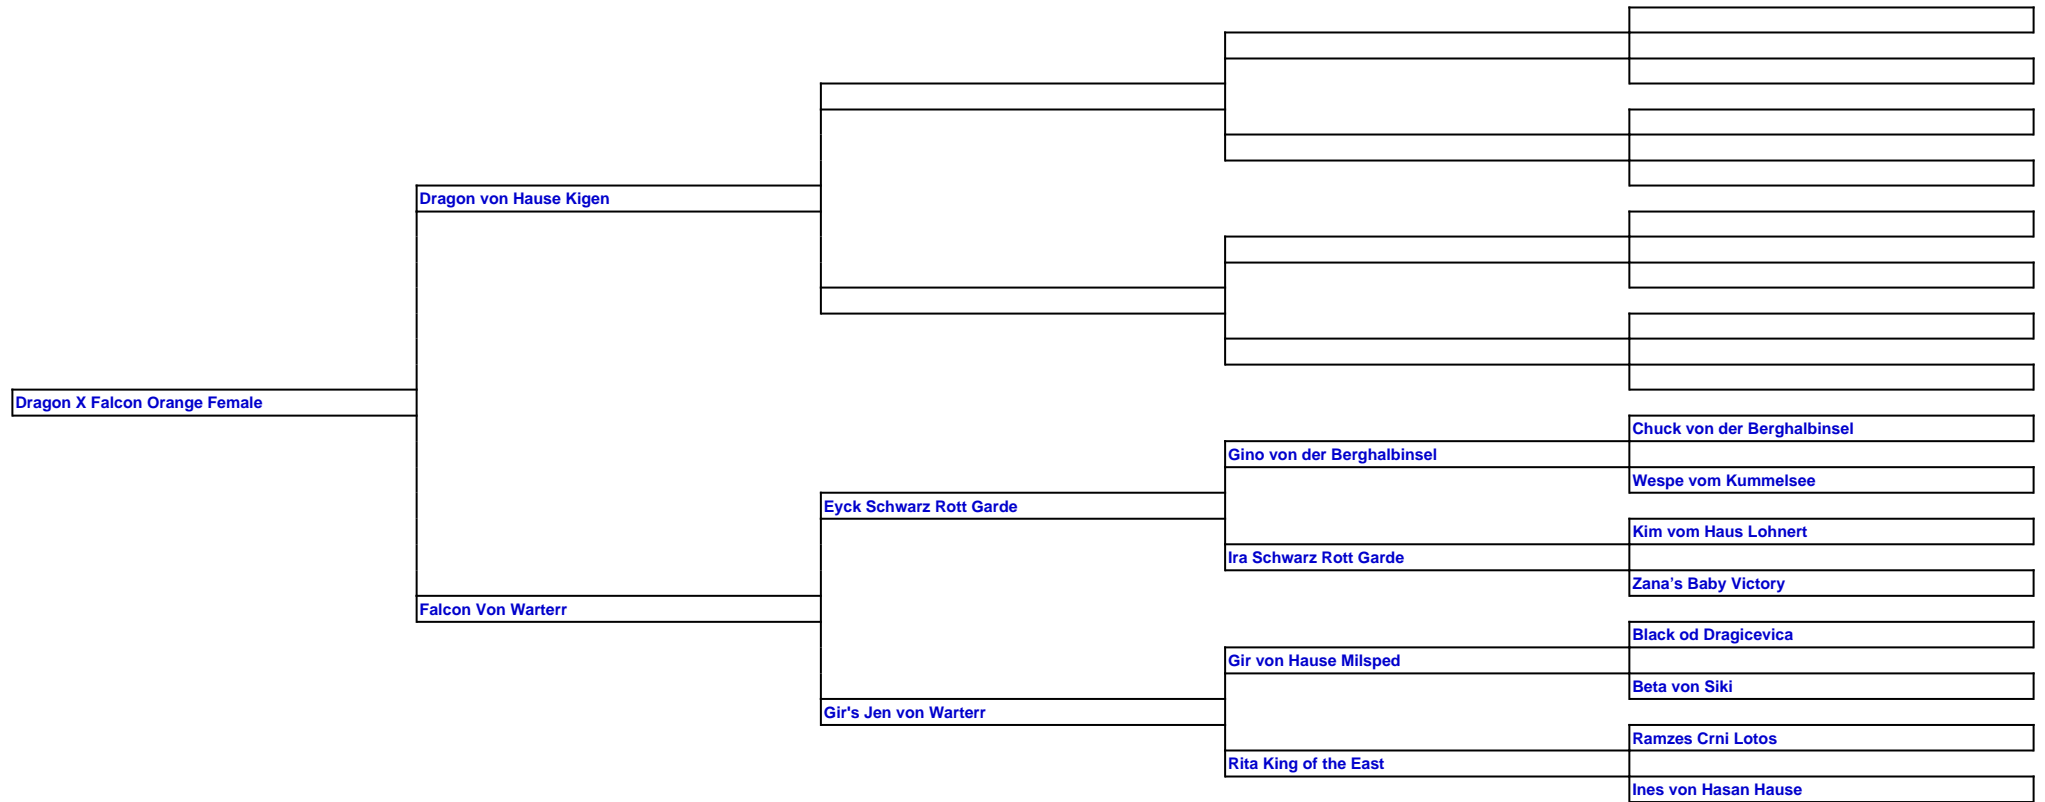 Dragon von Hause Kigen
Dragon X Falcon Orange Female
Chuck von der Berghalbinsel
Gino von der Berghalbinsel
Wespe vom Kummelsee
Eyck Schwarz Rott Garde
Kim vom Haus Lohnert
Ira Schwarz Rott Garde
Zana’s Baby Victory
Falcon Von Warterr
Black od Dragicevica
Gir von Hause Milsped
Beta von Siki
Gir's Jen von Warterr
Ramzes Crni Lotos
Rita King of the East
Ines von Hasan Hause